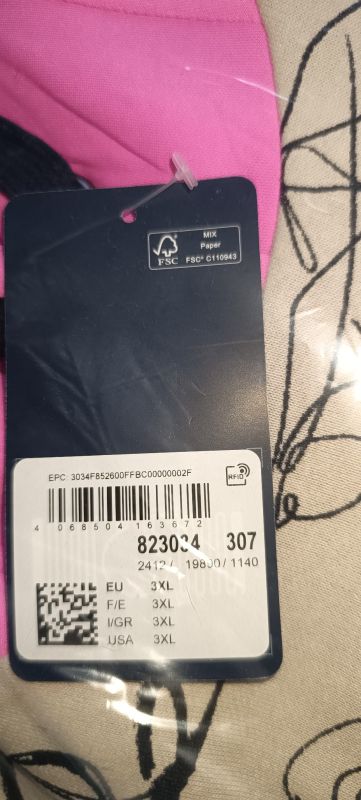 MIX
Paper
FSC® C110943
FSC
EPC: 3034F852600FFBC00000002F
RFID
4 068504 163672
823034 307
2412 / 19800 / 1140
EU 3XL
F/E 3XL
I/GR 3XL
USA 3XL